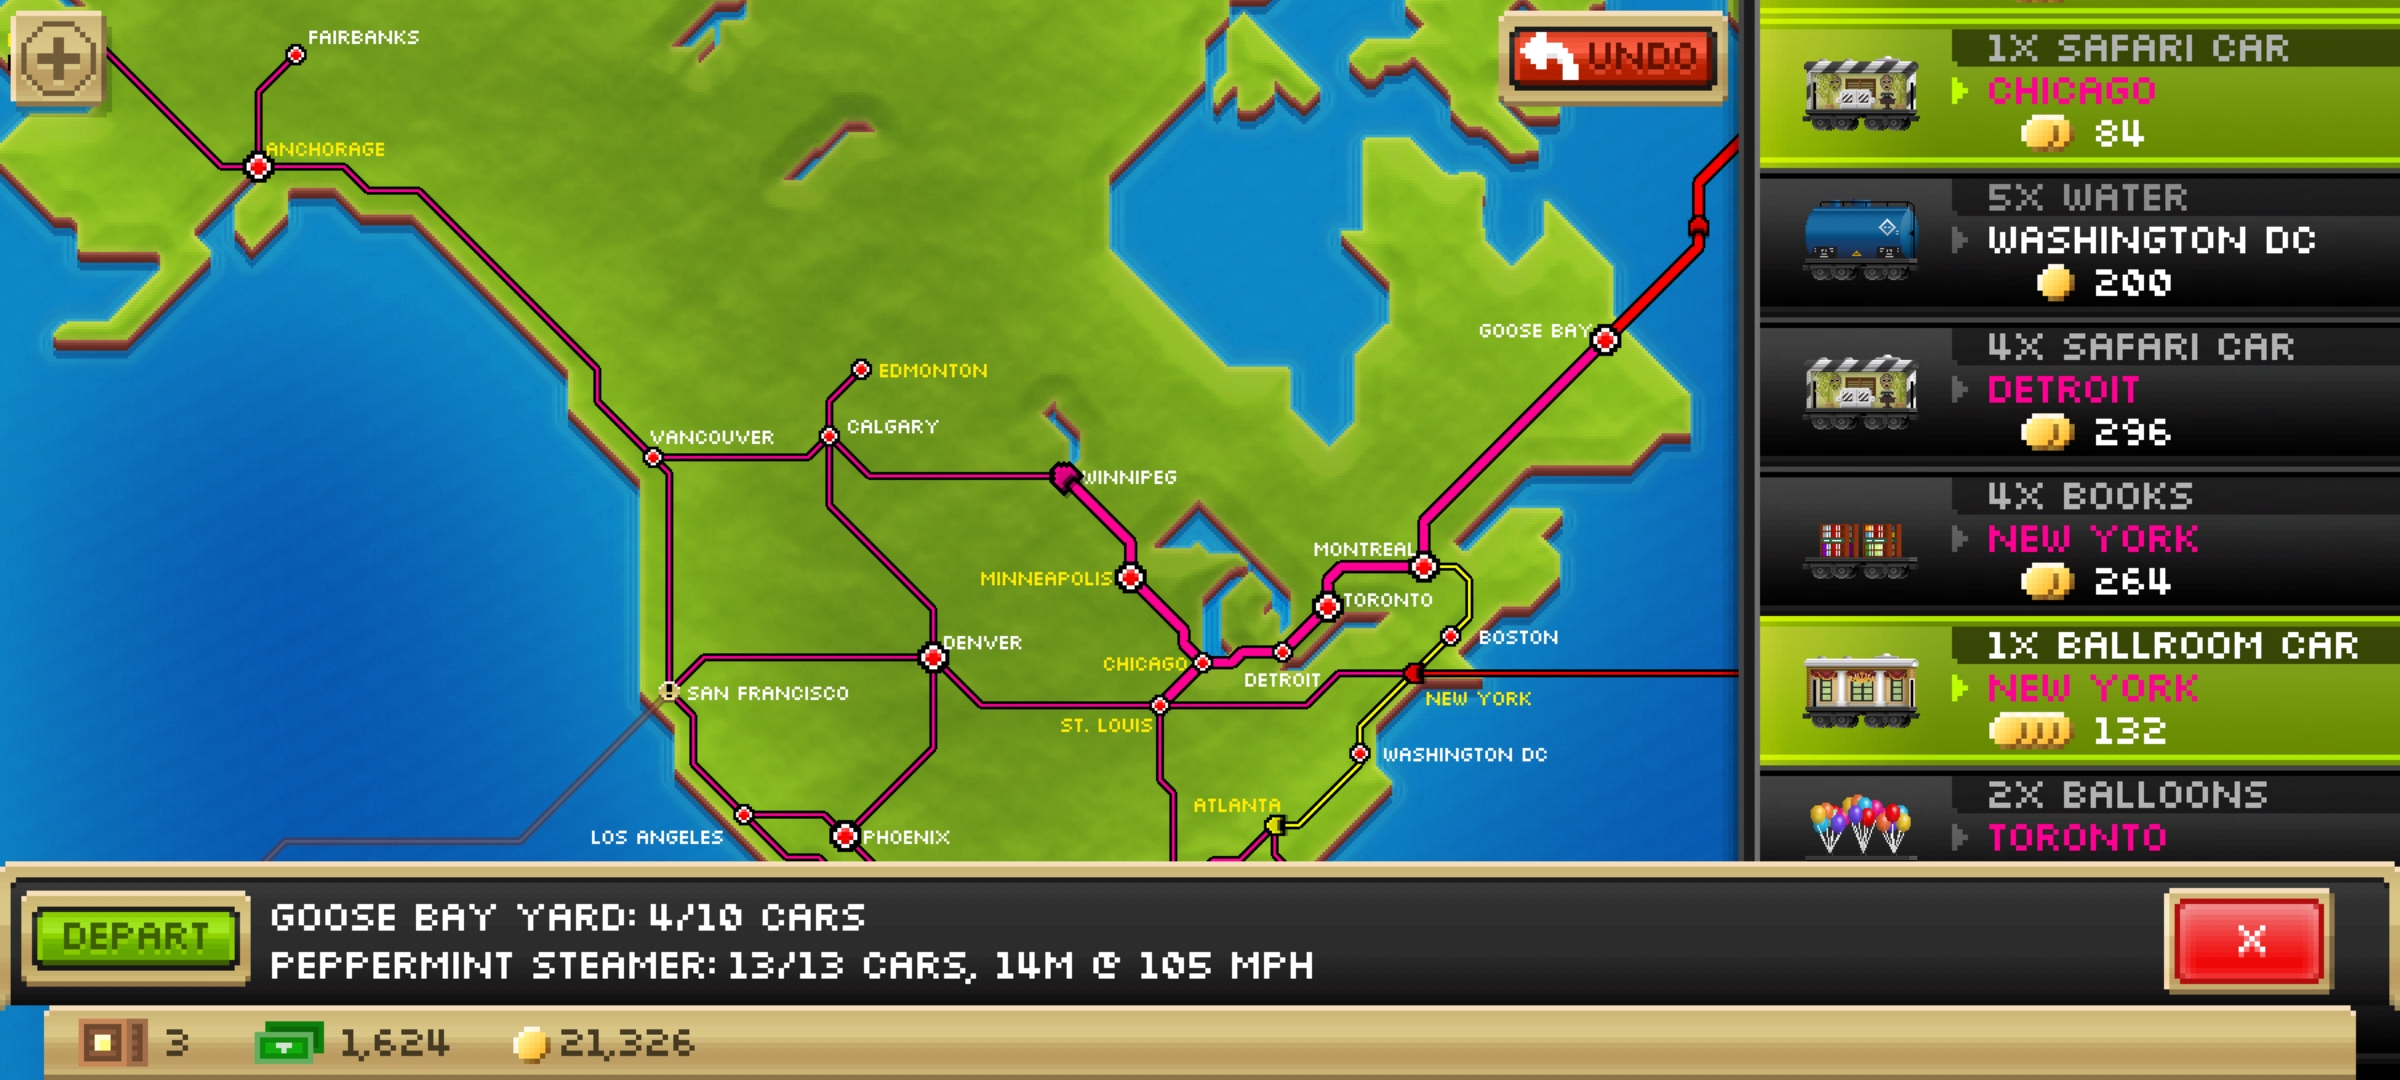 FAIRBANKS
UNDO
ANCHORAGE
GOOSE BAY
EDMONTON
CALGARY
VANCOUVER
WINNIPEG
MONTREAL
MINNEAPOLIS
TORONTO
BOSTON
DENVER
CHICAGO
DETROIT
SAN FRANCISCO
NEW YORK
ST. LOUIS
WASHINGTON DC
ATLANTA
LOS ANGELES
PHOENIX
1X SAFARI CAR
CHICAGO
84
5X WATER
WASHINGTON DC
200
4X SAFARI CAR
DETROIT
296
4X BOOKS
NEW YORK
264
1X BALLROOM CAR
NEW YORK
132
2X BALLOONS
TORONTO
DEPART
GOOSE BAY YARD: 4/10 CARS
PEPPERMINT STEAMER: 13/13 CARS, 14M @ 105 MPH
X
3
1,624
21,326